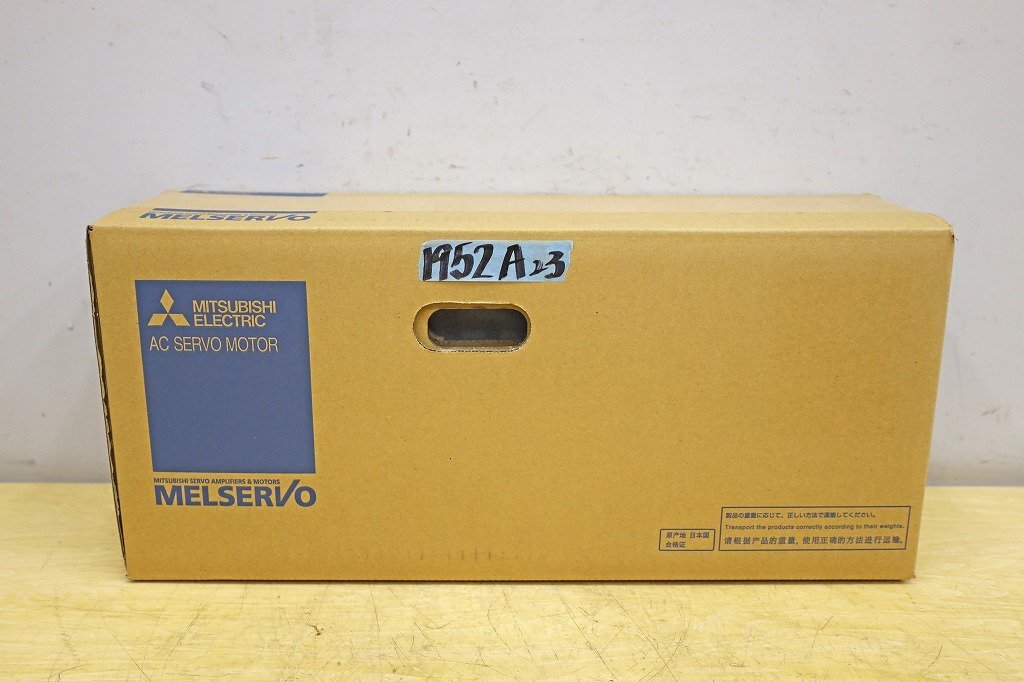 MELSERVO
1952A23
MITSUBISHI
ELECTRIC
AC SERVO MOTOR
MITSUBISHI SERVO AMPLIFIERS & MOTORS
MELSERVO
原产地 日本国
合格证
製品の重量に応じて、正しい方法で運搬してください。
Transport the products correctly according to their weights.
请根据产品的重量，使用正确的方法进行运输。